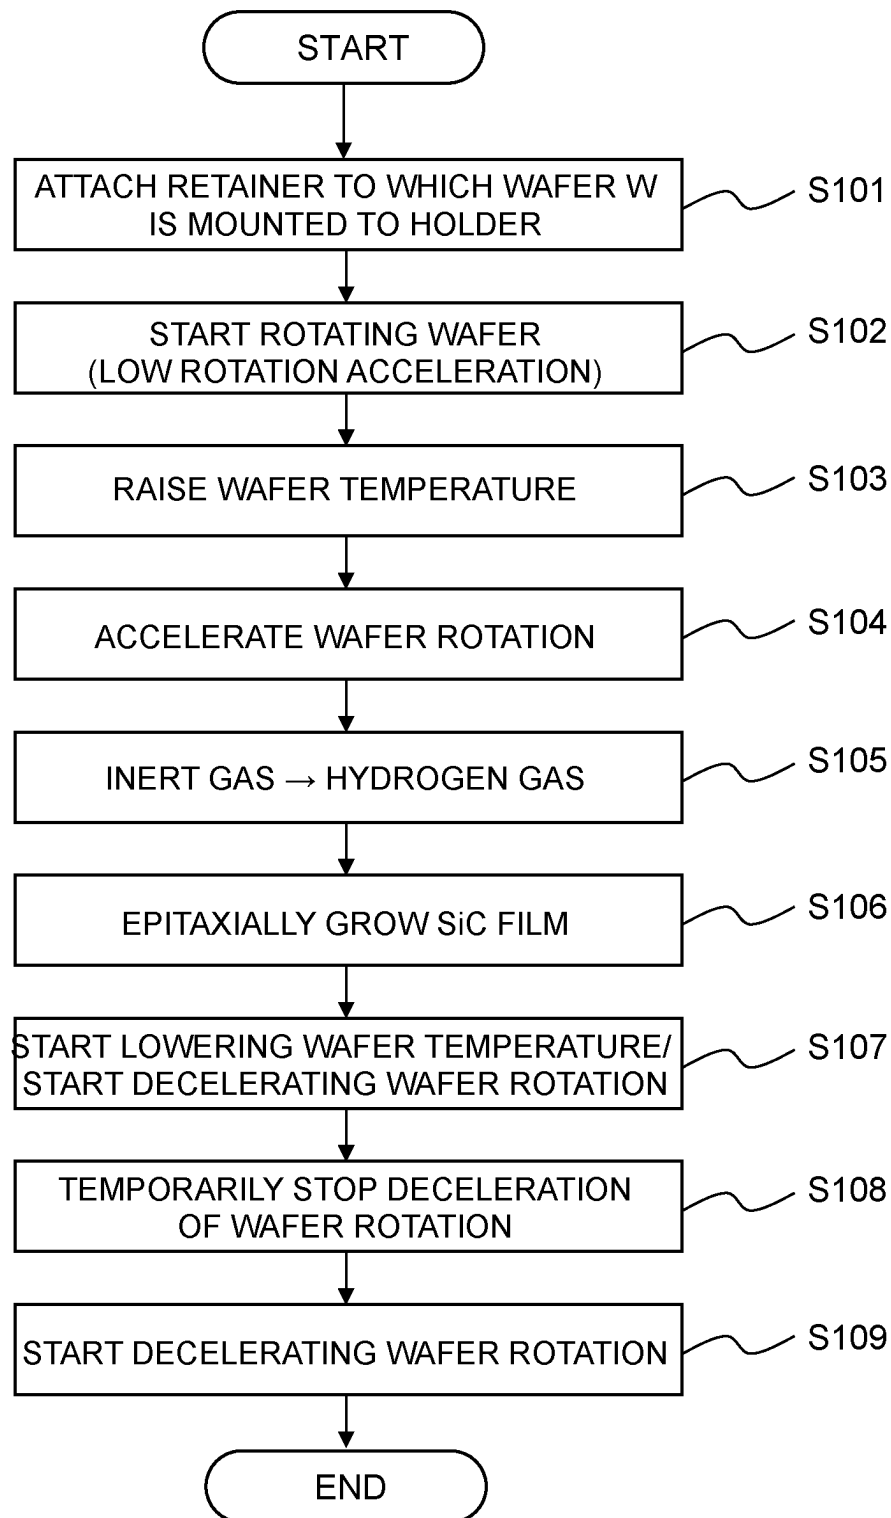 START
ATTACH RETAINER TO WHICH WAFER W
IS MOUNTED TO HOLDER
S101
START ROTATING WAFER
(LOW ROTATION ACCELERATION)
S102
RAISE WAFER TEMPERATURE
S103
ACCELERATE WAFER ROTATION
S104
INERT GAS → HYDROGEN GAS
S105
EPITAXIALLY GROW SiC FILM
S106
START LOWERING WAFER TEMPERATURE/
START DECELERATING WAFER ROTATION
S107
TEMPORARILY STOP DECELERATION
OF WAFER ROTATION
S108
START DECELERATING WAFER ROTATION
S109
END